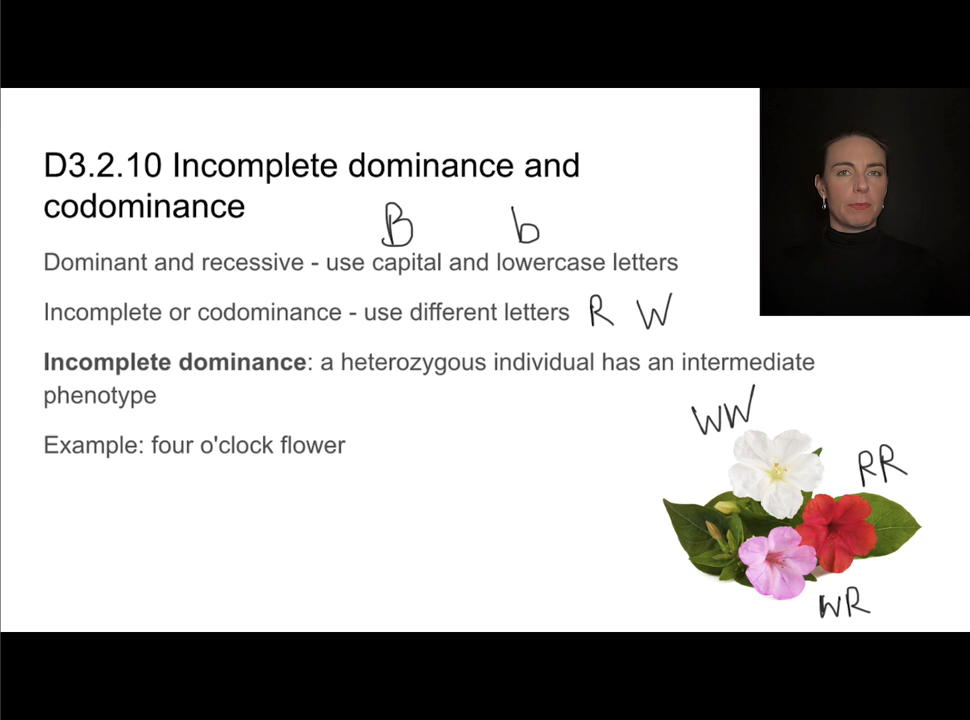 D3.2.10 Incomplete dominance and
codominance
B b
Dominant and recessive - use capital and lowercase letters
Incomplete or codominance - use different letters R W
Incomplete dominance: a heterozygous individual has an intermediate
phenotype
WW
Example: four o'clock flower
RR
WR